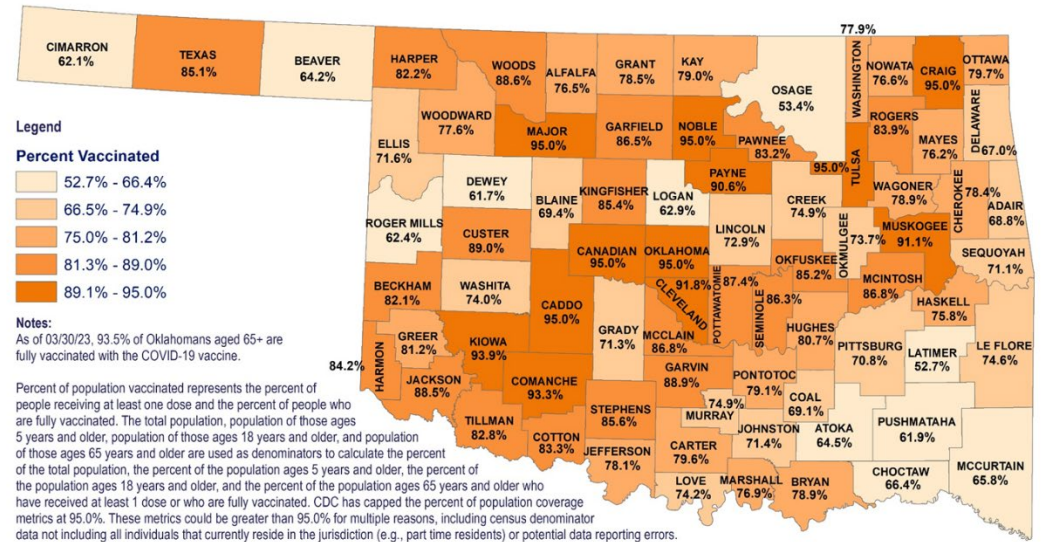 77.9%
CIMARRON
62.1%
TEXAS
85.1%
BEAVER
64.2%
HARPER
82.2%
WOODS
88.6%
ALFALFA
76.5%
GRANT
78.5%
KAY
79.0%
OSAGE
53.4%
WASHINGTON
NOWATA
76.6%
CRAIG
95.0%
OTTAWA
79.7%
Legend
Percent Vaccinated
52.7% - 66.4%
66.5% - 74.9%
75.0% - 81.2%
81.3% - 89.0%
89.1% - 95.0%
ELLIS
71.6%
WOODWARD
77.6%
MAJOR
95.0%
GARFIELD
86.5%
NOBLE
95.0%
PAWNEE
83.2%
95.0%
TULSA
ROGERS
83.9%
MAYES
76.2%
DELAWARE
67.0%
DEWEY
61.7%
BLAINE
69.4%
KINGFISHER
85.4%
LOGAN
62.9%
PAYNE
90.6%
CREEK
74.9%
WAGONER
78.9%
CHEROKEE
78.4%
ADAIR
68.8%
ROGER MILLS
62.4%
CUSTER
89.0%
CANADIAN
95.0%
OKLAHOMA
95.0%
LINCOLN
72.9%
OKFUSKEE
85.2%
OKMULGEE
73.7%
MUSKOGEE
91.1%
SEQUOYAH
71.1%
BECKHAM
82.1%
WASHITA
74.0%
CADDO
95.0%
GRADY
71.3%
91.8%
CLEVELAND
MCCLAIN
86.8%
87.4%
POTTAWATOMIE
SEMINOLE
86.3%
HUGHES
80.7%
MCINTOSH
86.8%
HASKELL
75.8%
Notes:
As of 03/30/23, 93.5% of Oklahomans aged 65+ are
fully vaccinated with the COVID-19 vaccine.
84.2%
HARMON
GREER
81.2%
KIOWA
93.9%
JACKSON
88.5%
COMANCHE
93.3%
TILLMAN
82.8%
COTTON
83.3%
STEPHENS
85.6%
GARVIN
88.9%
PONTOTOC
79.1%
PITTSBURG
70.8%
LATIMER
52.7%
LE FLORE
74.6%
74.9%
MURRAY
COAL
69.1%
JEFFERSON
78.1%
CARTER
79.6%
JOHNSTON
71.4%
ATOKA
64.5%
PUSHMATAHA
61.9%
LOVE
74.2%
MARSHALL
76.9%
BRYAN
78.9%
CHOCTAW
66.4%
MCCURTAIN
65.8%
Percent of population vaccinated represents the percent of
people receiving at least one dose and the percent of people who
are fully vaccinated. The total population, population of those ages
5 years and older, population of those ages 18 years and older, and population
of those ages 65 years and older are used as denominators to calculate the percent
of the total population, the percent of the population ages 5 years and older, the percent of
the population ages 18 years and older, and the percent of the population ages 65 years and older who
have received at least 1 dose or who are fully vaccinated. CDC has capped the percent of population coverage
metrics at 95.0%. These metrics could be greater than 95.0% for multiple reasons, including census denominator
data not including all individuals that currently reside in the jurisdiction (e.g., part time residents) or potential data reporting errors.